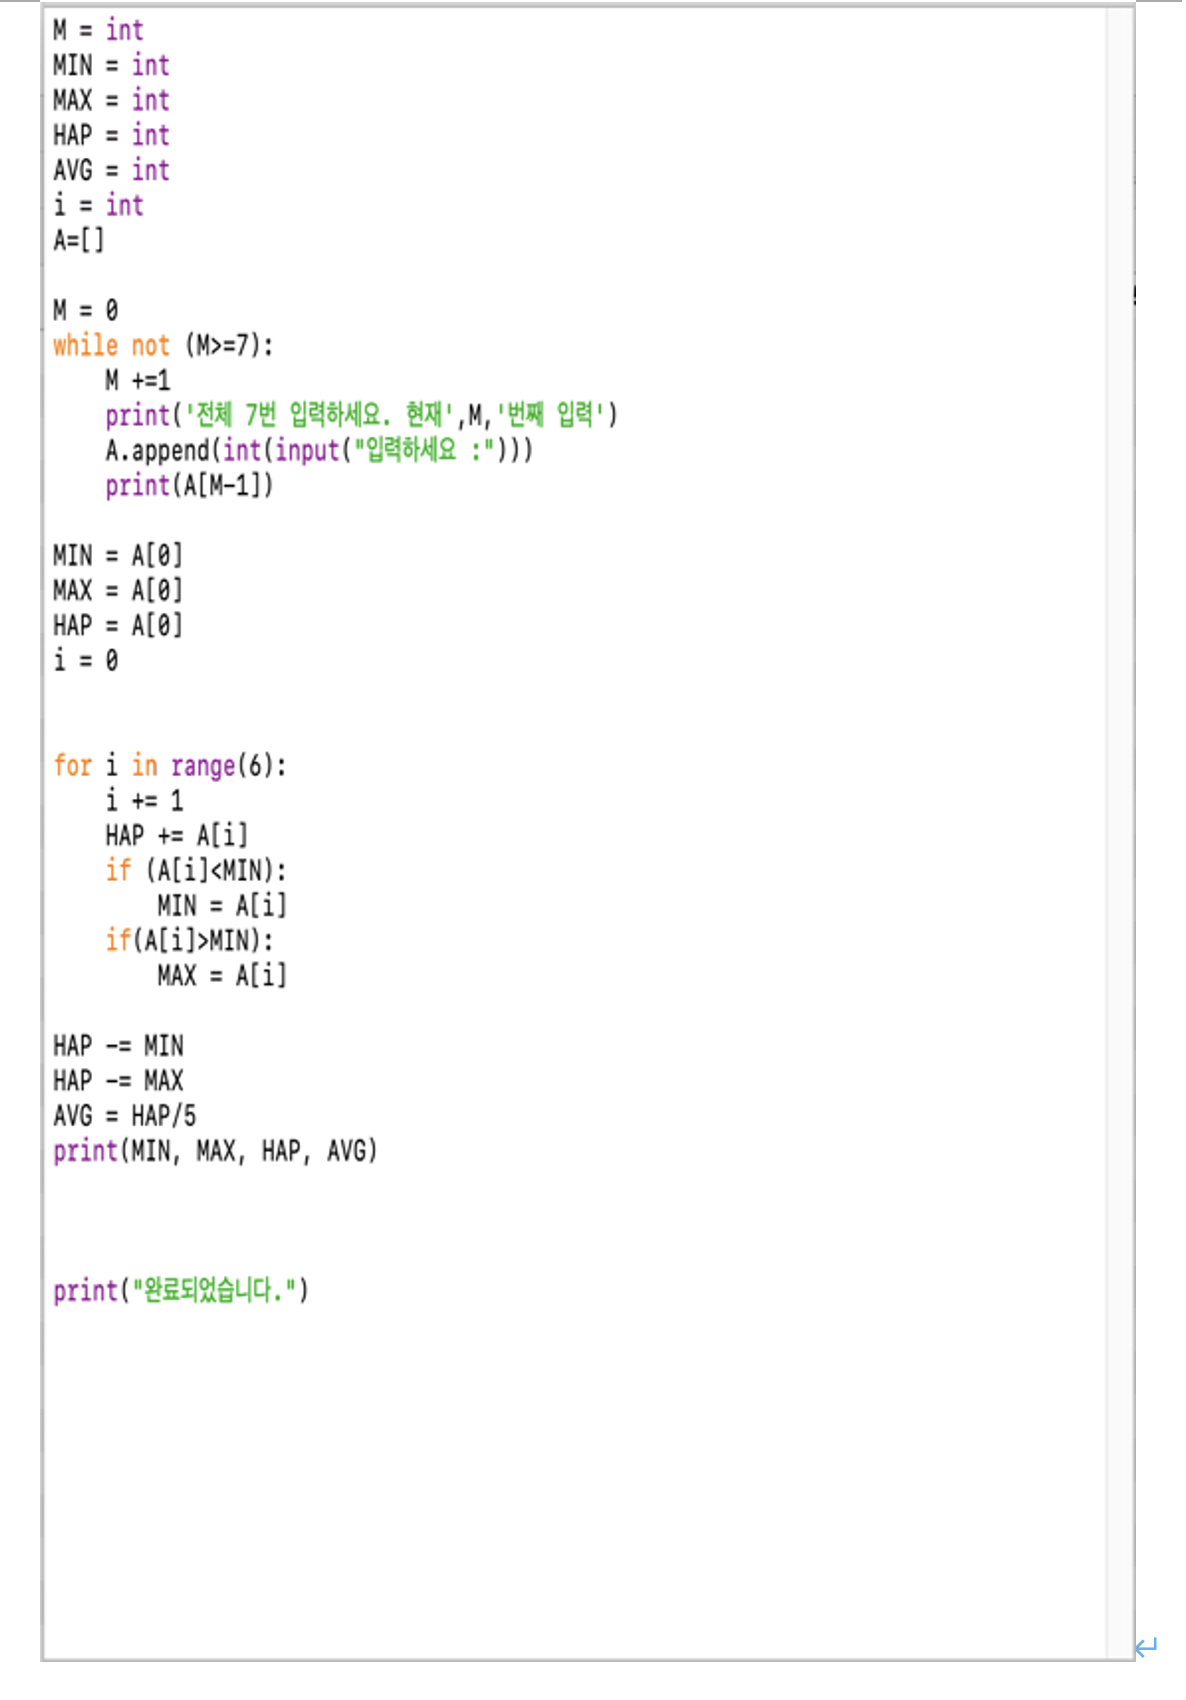 M = int
MIN = int
MAX = int
HAP = int
AVG = int
i = int
A=[]
M = 0
while not (M>=7):
    M +=1
    print('전체 7번 입력하세요. 현재',M,'번째 입력')
    A.append(int(input("입력하세요 :")))
    print(A[M-1])
MIN = A[0]
MAX = A[0]
HAP = A[0]
i = 0
for i in range(6):
    i += 1
    HAP += A[i]
    if (A[i]<MIN):
        MIN = A[i]
    if(A[i]>MIN):
        MAX = A[i]
HAP -= MIN
HAP -= MAX
AVG = HAP/5
print(MIN, MAX, HAP, AVG)
print("완료되었습니다.")